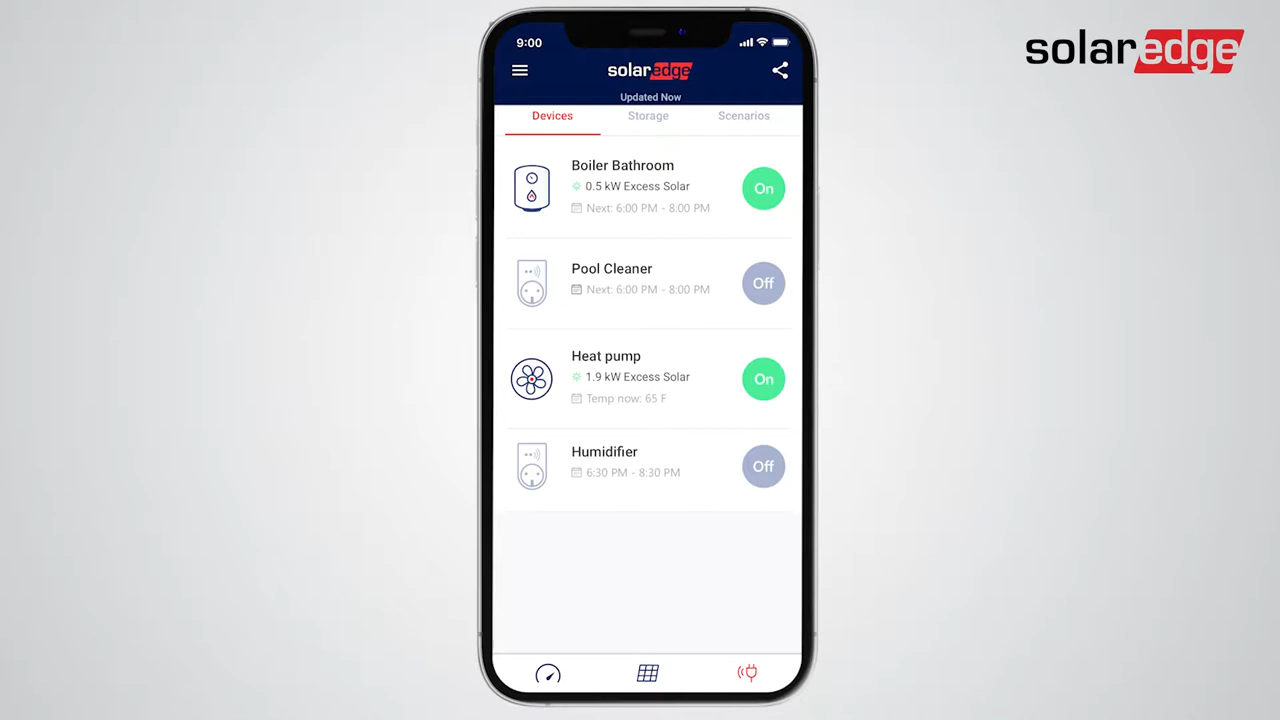 solaredge
9:00
solaredge
Updated Now
Devices
Storage
Scenarios
Boiler Bathroom
0.5 kW Excess Solar
Next: 6:00 PM - 8:00 PM
On
Pool Cleaner
Next: 6:00 PM - 8:00 PM
Off
Heat pump
1.9 kW Excess Solar
Temp now: 65 F
On
Humidifier
6:30 PM - 8:30 PM
Off